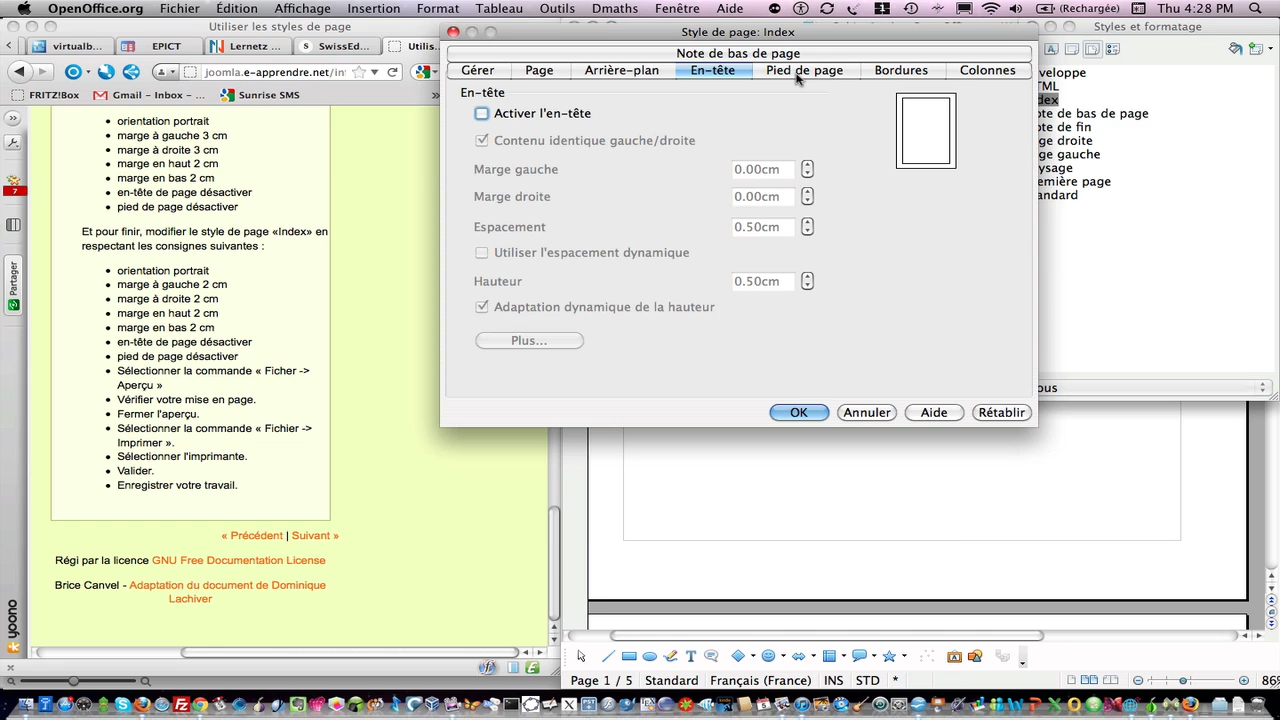 OpenOffice.org Fichier Édition Affichage Insertion Format Tableau Outils Dmaths Fenêtre Aide (Rechargée) Thu 4:28 PM
Utiliser les styles de page
Style de page: Index
Styles et formatage
virtualb... EPICT Lernetz ... SwissEd... Utilis...
joomla.e-apprendre.net/in
FRITZ!Box Gmail - Inbox - ... Sunrise SMS
Note de bas de page
Gérer Page Arrière-plan En-tête Pied de page Bordures Colonnes
En-tête
Activer l'en-tête
Contenu identique gauche/droite
Marge gauche 0.00cm
Marge droite 0.00cm
Espacement 0.50cm
Utiliser l'espacement dynamique
Hauteur 0.50cm
Adaptation dynamique de la hauteur
Plus...
OK Annuler Aide Rétablir
veloppe
TML
dex
ote de bas de page
te de fin
ge droite
ge gauche
ysage
emière page
andard
ous
7
Partager
yoono
orientation portrait
marge à gauche 3 cm
marge à droite 3 cm
marge en haut 2 cm
marge en bas 2 cm
en-tête de page désactiver
pied de page désactiver
Et pour finir, modifier le style de page «Index» en
respectant les consignes suivantes :
orientation portrait
marge à gauche 2 cm
marge à droite 2 cm
marge en haut 2 cm
marge en bas 2 cm
en-tête de page désactiver
pied de page désactiver
Sélectionner la commande « Ficher ->
Aperçu »
Vérifier votre mise en page.
Fermer l'aperçu.
Sélectionner la commande « Fichier ->
Imprimer ».
Sélectionner l'imprimante.
Valider.
Enregistrer votre travail.
« Précédent | Suivant »
Régi par la licence GNU Free Documentation License
Brice Canvel - Adaptation du document de Dominique
Lachiver
Page 1 / 5 Standard Français (France) INS STD * 86